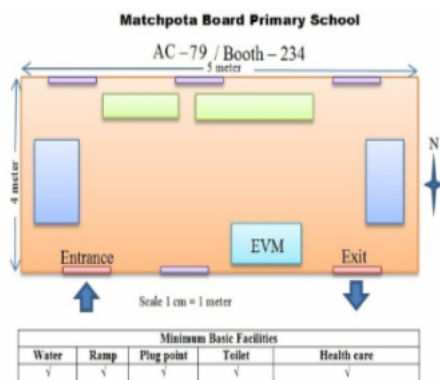 Matchpota Board Primary School
AC – 79 / Booth – 234
5 meter
4 meter
N
EVM
Entrance
Exit
Scale 1 cm = 1 meter
Minimum Basic Facilities
Water Ramp Plug point Toilet Health care
√ √ √ √ √